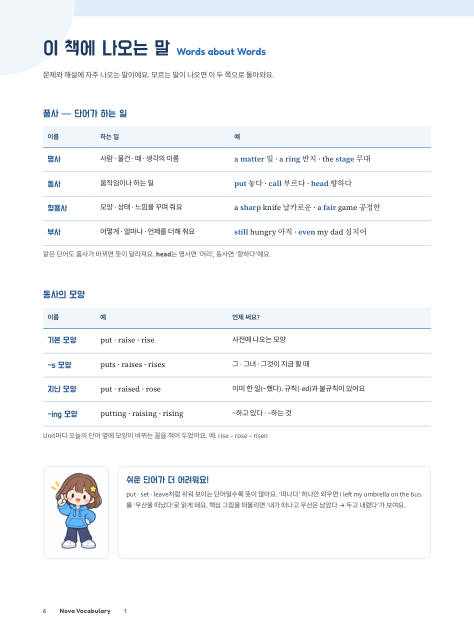 이 책에 나오는 말 Words about Words
문제와 해설에 자주 나오는 말이에요. 모르는 말이 나오면 이 두 쪽으로 돌아와요.
품사 — 단어가 하는 일
이름 하는 일 예
명사 사람 · 물건 · 때 · 생각의 이름 a matter 일 · a ring 반지 · the stage 무대
동사 움직임이나 하는 일 put 놓다 · call 부르다 · head 향하다
형용사 모양 · 상태 · 느낌을 꾸며 줘요 a sharp knife 날카로운 · a fair game 공정한
부사 어떻게 · 얼마나 · 언제를 더해 줘요 still hungry 아직 · even my dad 심지어
같은 단어도 품사가 바뀌면 뜻이 달라져요. head는 명사면 '머리', 동사면 '향하다'예요.
동사의 모양
이름 예 언제 써요?
기본 모양 put · raise · rise 사전에 나오는 모양
-s 모양 puts · raises · rises 그 · 그녀 · 그것이 지금 할 때
지난 모양 put · raised · rose 이미 한 일(~했다). 규칙(-ed)과 불규칙이 있어요
-ing 모양 putting · raising · rising ~하고 있다 · ~하는 것
Unit마다 오늘의 단어 옆에 모양이 바뀌는 꼴을 적어 두었어요. 예: rise – rose – risen
쉬운 단어가 더 어려워요!
put · set · leave처럼 쉬워 보이는 단어일수록 뜻이 많아요. '떠나다' 하나만 외우면 I left my umbrella on the bus.
를 '우산을 떠났다'로 읽게 돼요. 핵심 그림을 떠올리면 '내가 떠나고 우산은 남았다 → 두고 내렸다'가 보여요.
6 Nova Vocabulary 1